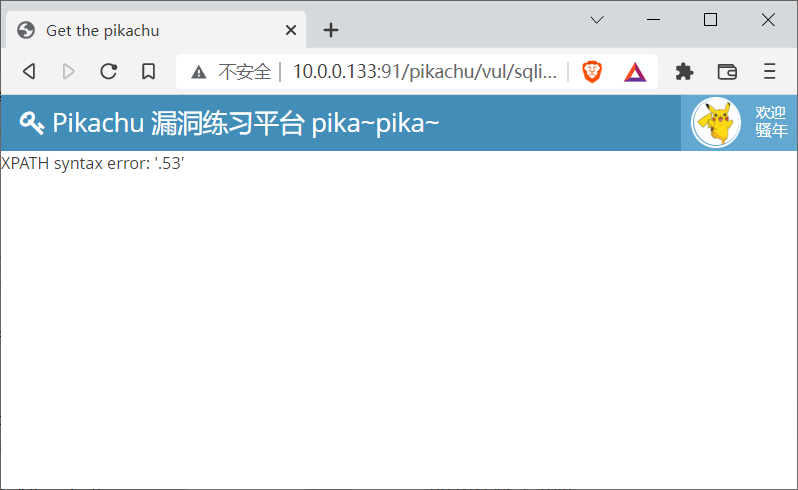 Get the pikachu
不安全 10.0.0.133:91/pikachu/vul/sqli...
Pikachu 漏洞练习平台 pika~pika~
欢迎
骚年
XPATH syntax error: '.53'